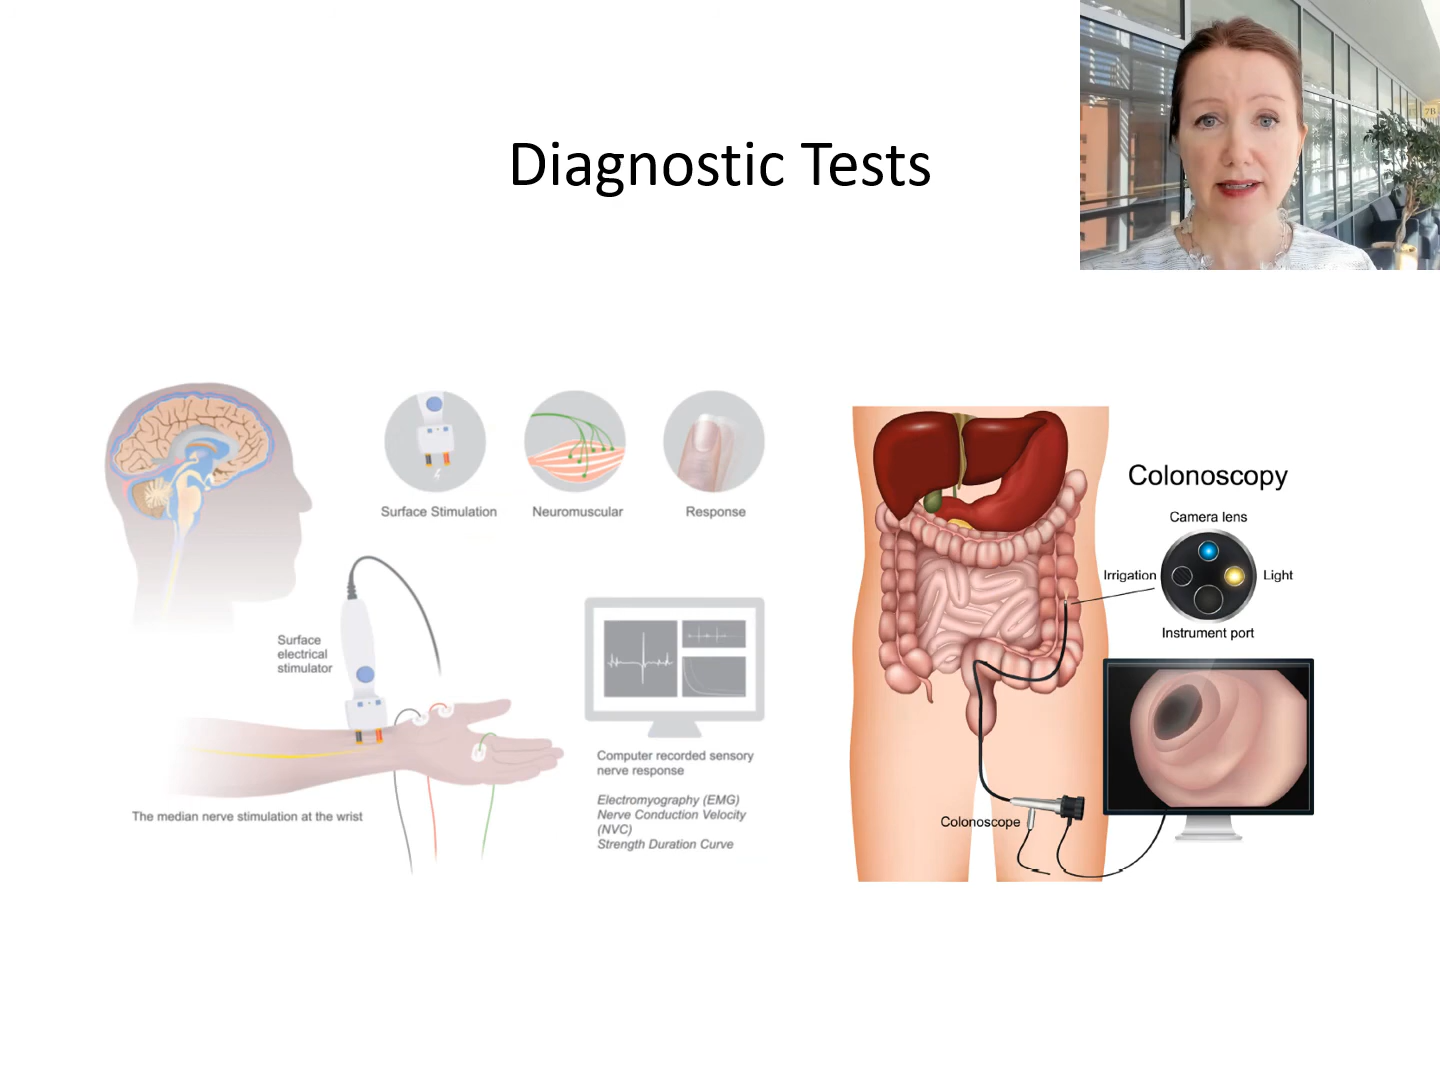 Diagnostic Tests
7B
Surface Stimulation
Neuromuscular
Response
Surface
electrical
stimulator
The median nerve stimulation at the wrist
Computer recorded sensory
nerve response
Electromyography (EMG)
Nerve Conduction Velocity
(NVC)
Strength Duration Curve
Colonoscopy
Camera lens
Irrigation
Light
Instrument port
Colonoscope